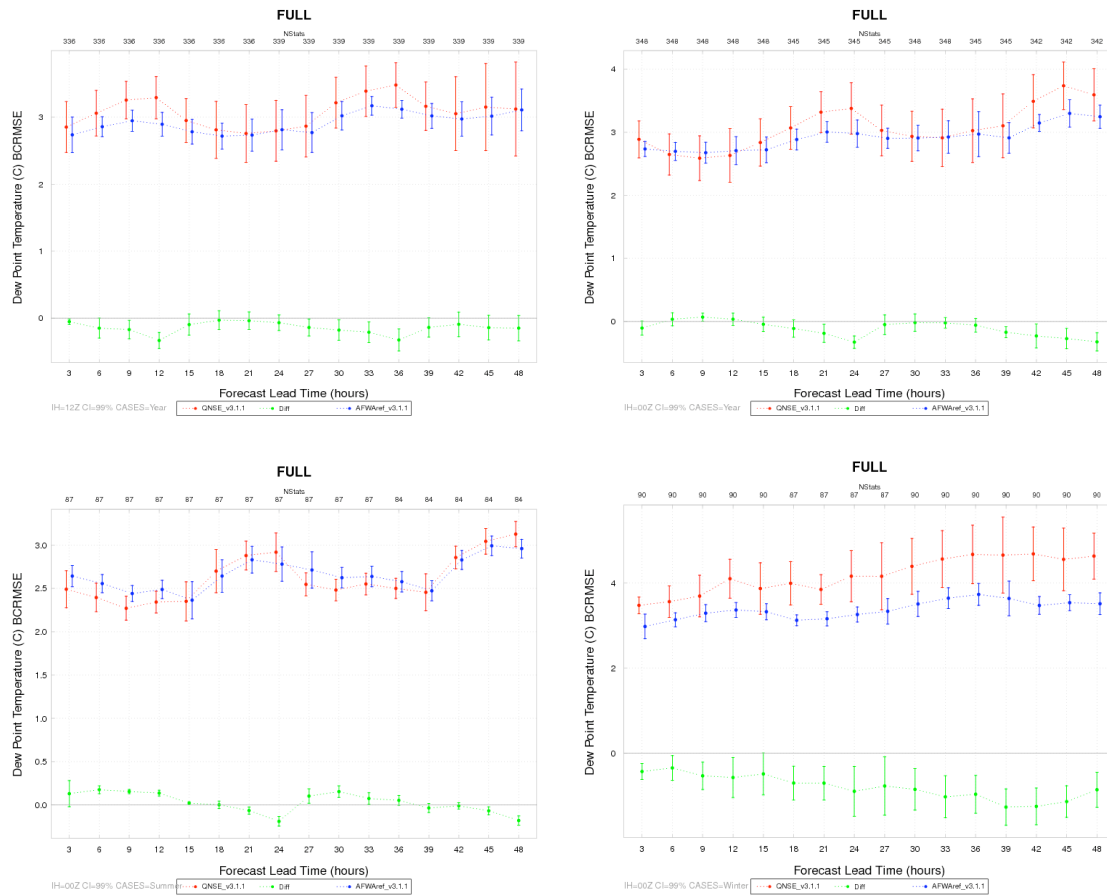 FULL
NStats
336 336 336 336 336 336 336 336 339 339 339 339 339 339 339 339
3
2
1
0
Dew Point Temperature (C) BCRMSE
3 6 9 12 15 18 21 24 27 30 33 36 39 42 45 48
Forecast Lead Time (hours)
IH=12Z CI=99% CASES=Year
QNSE_v3.1.1 Diff AFWAref_v3.1.1
FULL
NStats
348 348 348 348 348 345 345 345 345 345 345 345 345 342 342 342
4
3
2
1
0
Dew Point Temperature (C) BCRMSE
3 6 9 12 15 18 21 24 27 30 33 36 39 42 45 48
Forecast Lead Time (hours)
IH=00Z CI=99% CASES=Year
QNSE_v3.1.1 Diff AFWAref_v3.1.1
FULL
NStats
87 87 87 87 87 87 87 87 87 87 87 84 84 84 84 84
3.0
2.5
2.0
1.5
1.0
0.5
0.0
Dew Point Temperature (C) BCRMSE
3 6 9 12 15 18 21 24 27 30 33 36 39 42 45 48
Forecast Lead Time (hours)
IH=00Z CI=99% CASES=Summer
QNSE_v3.1.1 Diff AFWAref_v3.1.1
FULL
NStats
90 90 90 90 90 87 87 87 87 90 90 90 90 90 90 90
4
2
0
Dew Point Temperature (C) BCRMSE
3 6 9 12 15 18 21 24 27 30 33 36 39 42 45 48
Forecast Lead Time (hours)
IH=00Z CI=99% CASES=Winter
QNSE_v3.1.1 Diff AFWAref_v3.1.1